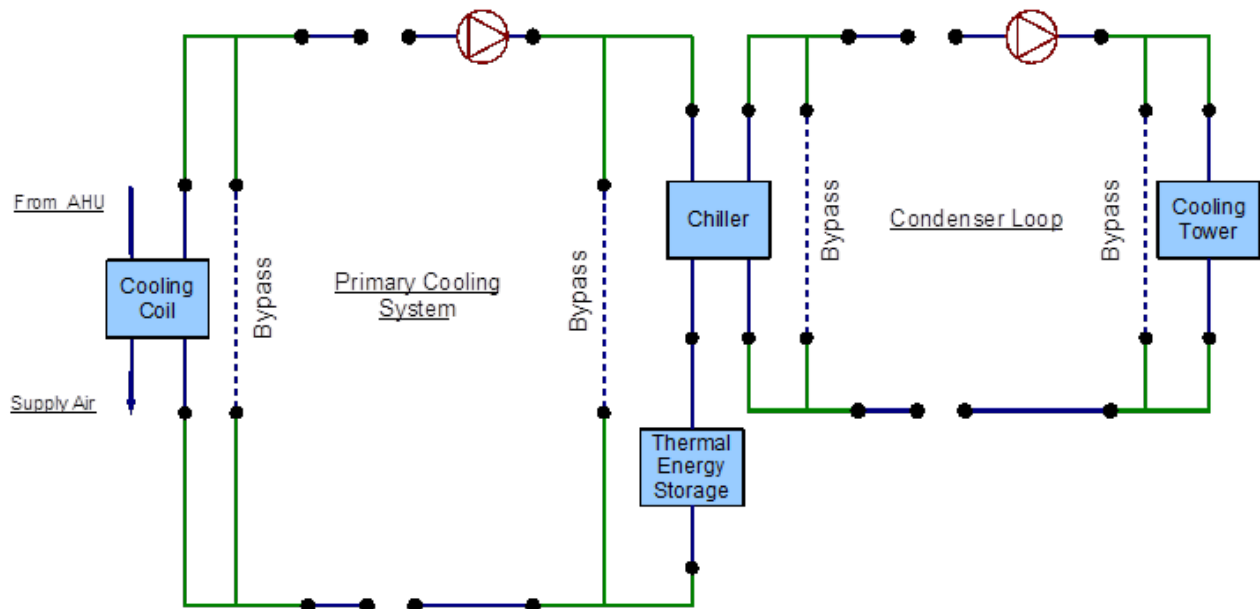 From AHU
Cooling
Coil
Supply Air
Bypass
Primary Cooling
System
Bypass
Chiller
Thermal
Energy
Storage
Bypass
Condenser Loop
Bypass
Cooling
Tower